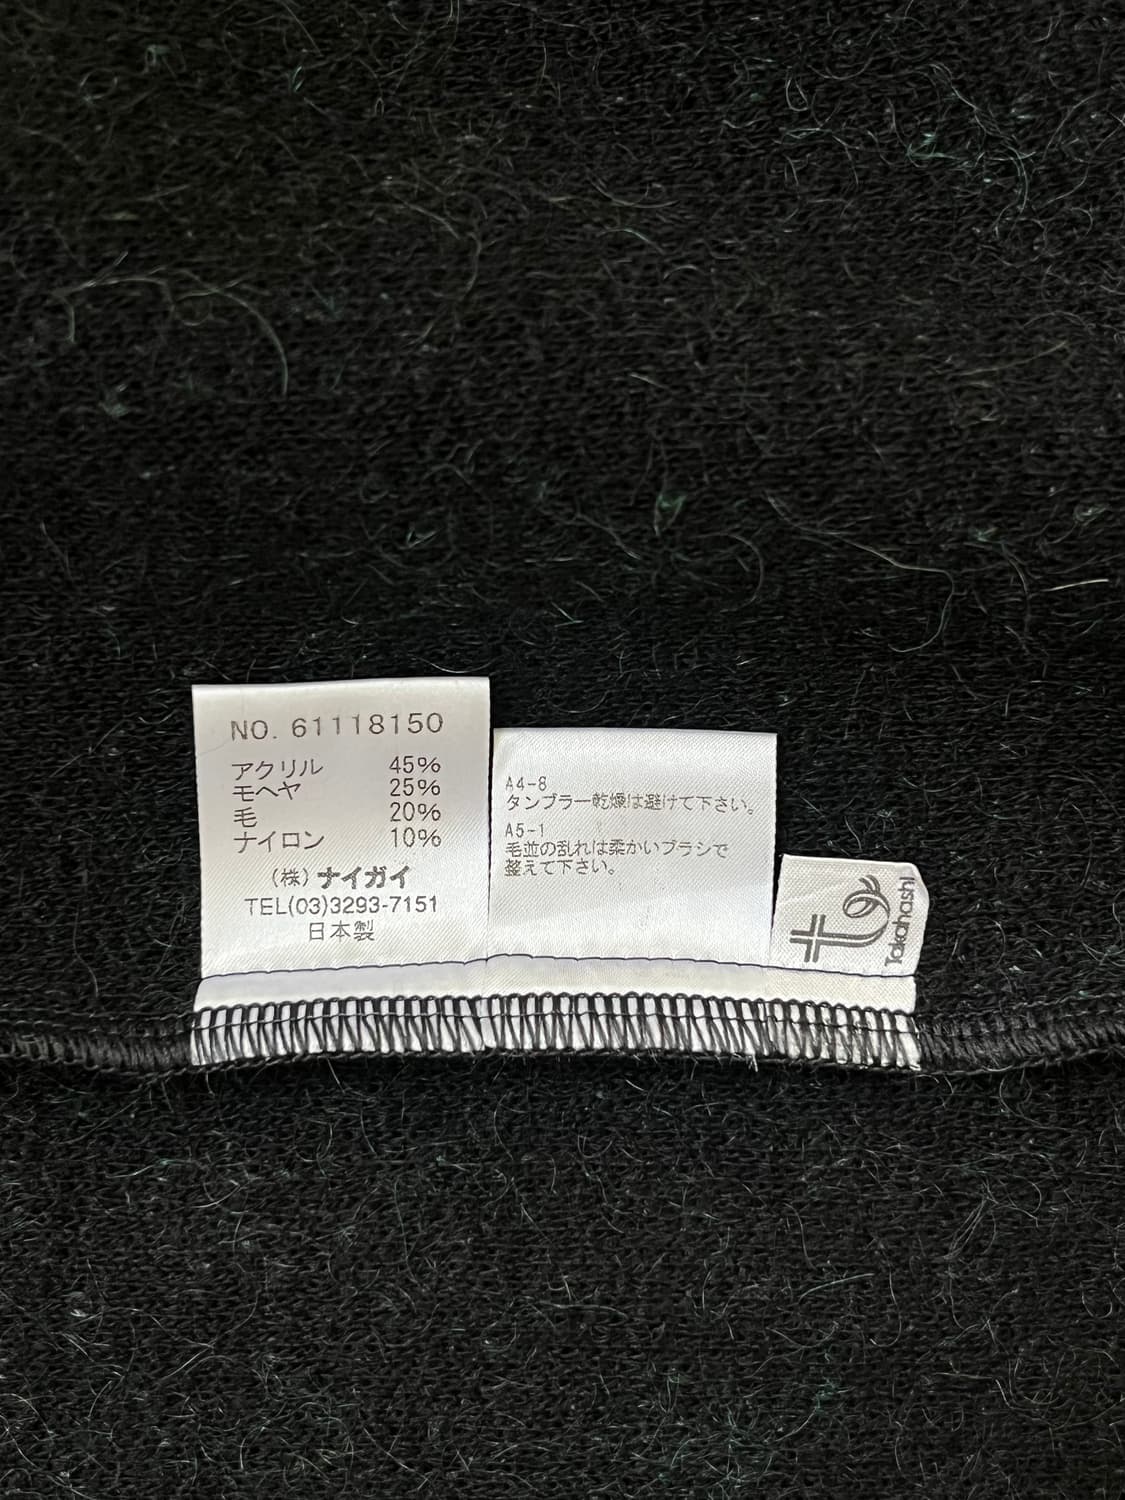 NO. 61118150
アクリル 45%
モヘヤ 25%
毛 20%
ナイロン 10%
(株)ナイガイ
TEL(03)3293-7151
日本製
A4-8
タンブラー乾燥は避けて下さい。
A5-1
毛並の乱れは柔かいブラシで
整えて下さい。
t
Takahashi